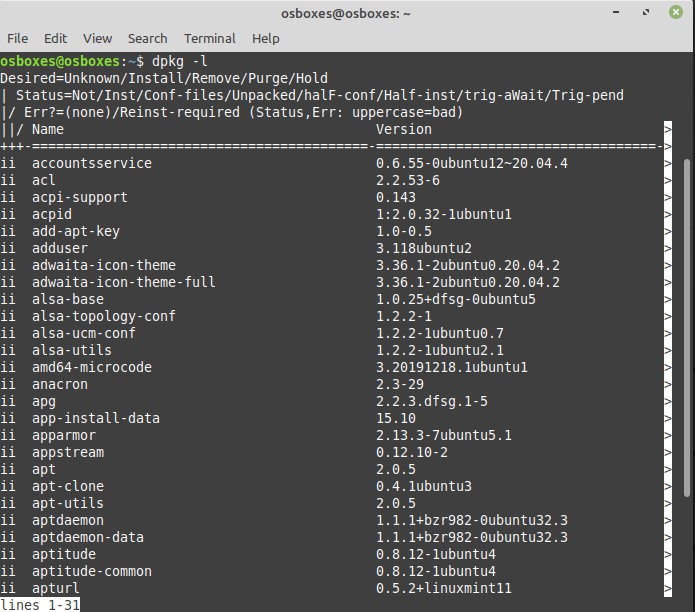 osboxes@osboxes: ~
File Edit View Search Terminal Help
osboxes@osboxes:~$ dpkg -l
Desired=Unknown/Install/Remove/Purge/Hold
| Status=Not/Inst/Conf-files/Unpacked/halF-conf/Half-inst/trig-aWait/Trig-pend
|/ Err?=(none)/Reinst-required (Status,Err: uppercase=bad)
||/ Name Version >
+++-==========================================-===================================->
ii accountsservice 0.6.55-0ubuntu12~20.04.4 >
ii acl 2.2.53-6 >
ii acpi-support 0.143 >
ii acpid 1:2.0.32-1ubuntu1 >
ii add-apt-key 1.0-0.5 >
ii adduser 3.118ubuntu2 >
ii adwaita-icon-theme 3.36.1-2ubuntu0.20.04.2 >
ii adwaita-icon-theme-full 3.36.1-2ubuntu0.20.04.2 >
ii alsa-base 1.0.25+dfsg-0ubuntu5 >
ii alsa-topology-conf 1.2.2-1 >
ii alsa-ucm-conf 1.2.2-1ubuntu0.7 >
ii alsa-utils 1.2.2-1ubuntu2.1 >
ii amd64-microcode 3.20191218.1ubuntu1 >
ii anacron 2.3-29 >
ii apg 2.2.3.dfsg.1-5 >
ii app-install-data 15.10 >
ii apparmor 2.13.3-7ubuntu5.1 >
ii appstream 0.12.10-2 >
ii apt 2.0.5 >
ii apt-clone 0.4.1ubuntu3 >
ii apt-utils 2.0.5 >
ii aptdaemon 1.1.1+bzr982-0ubuntu32.3 >
ii aptdaemon-data 1.1.1+bzr982-0ubuntu32.3 >
ii aptitude 0.8.12-1ubuntu4 >
ii aptitude-common 0.8.12-1ubuntu4 >
ii apturl 0.5.2+linuxmint11 >
lines 1-31